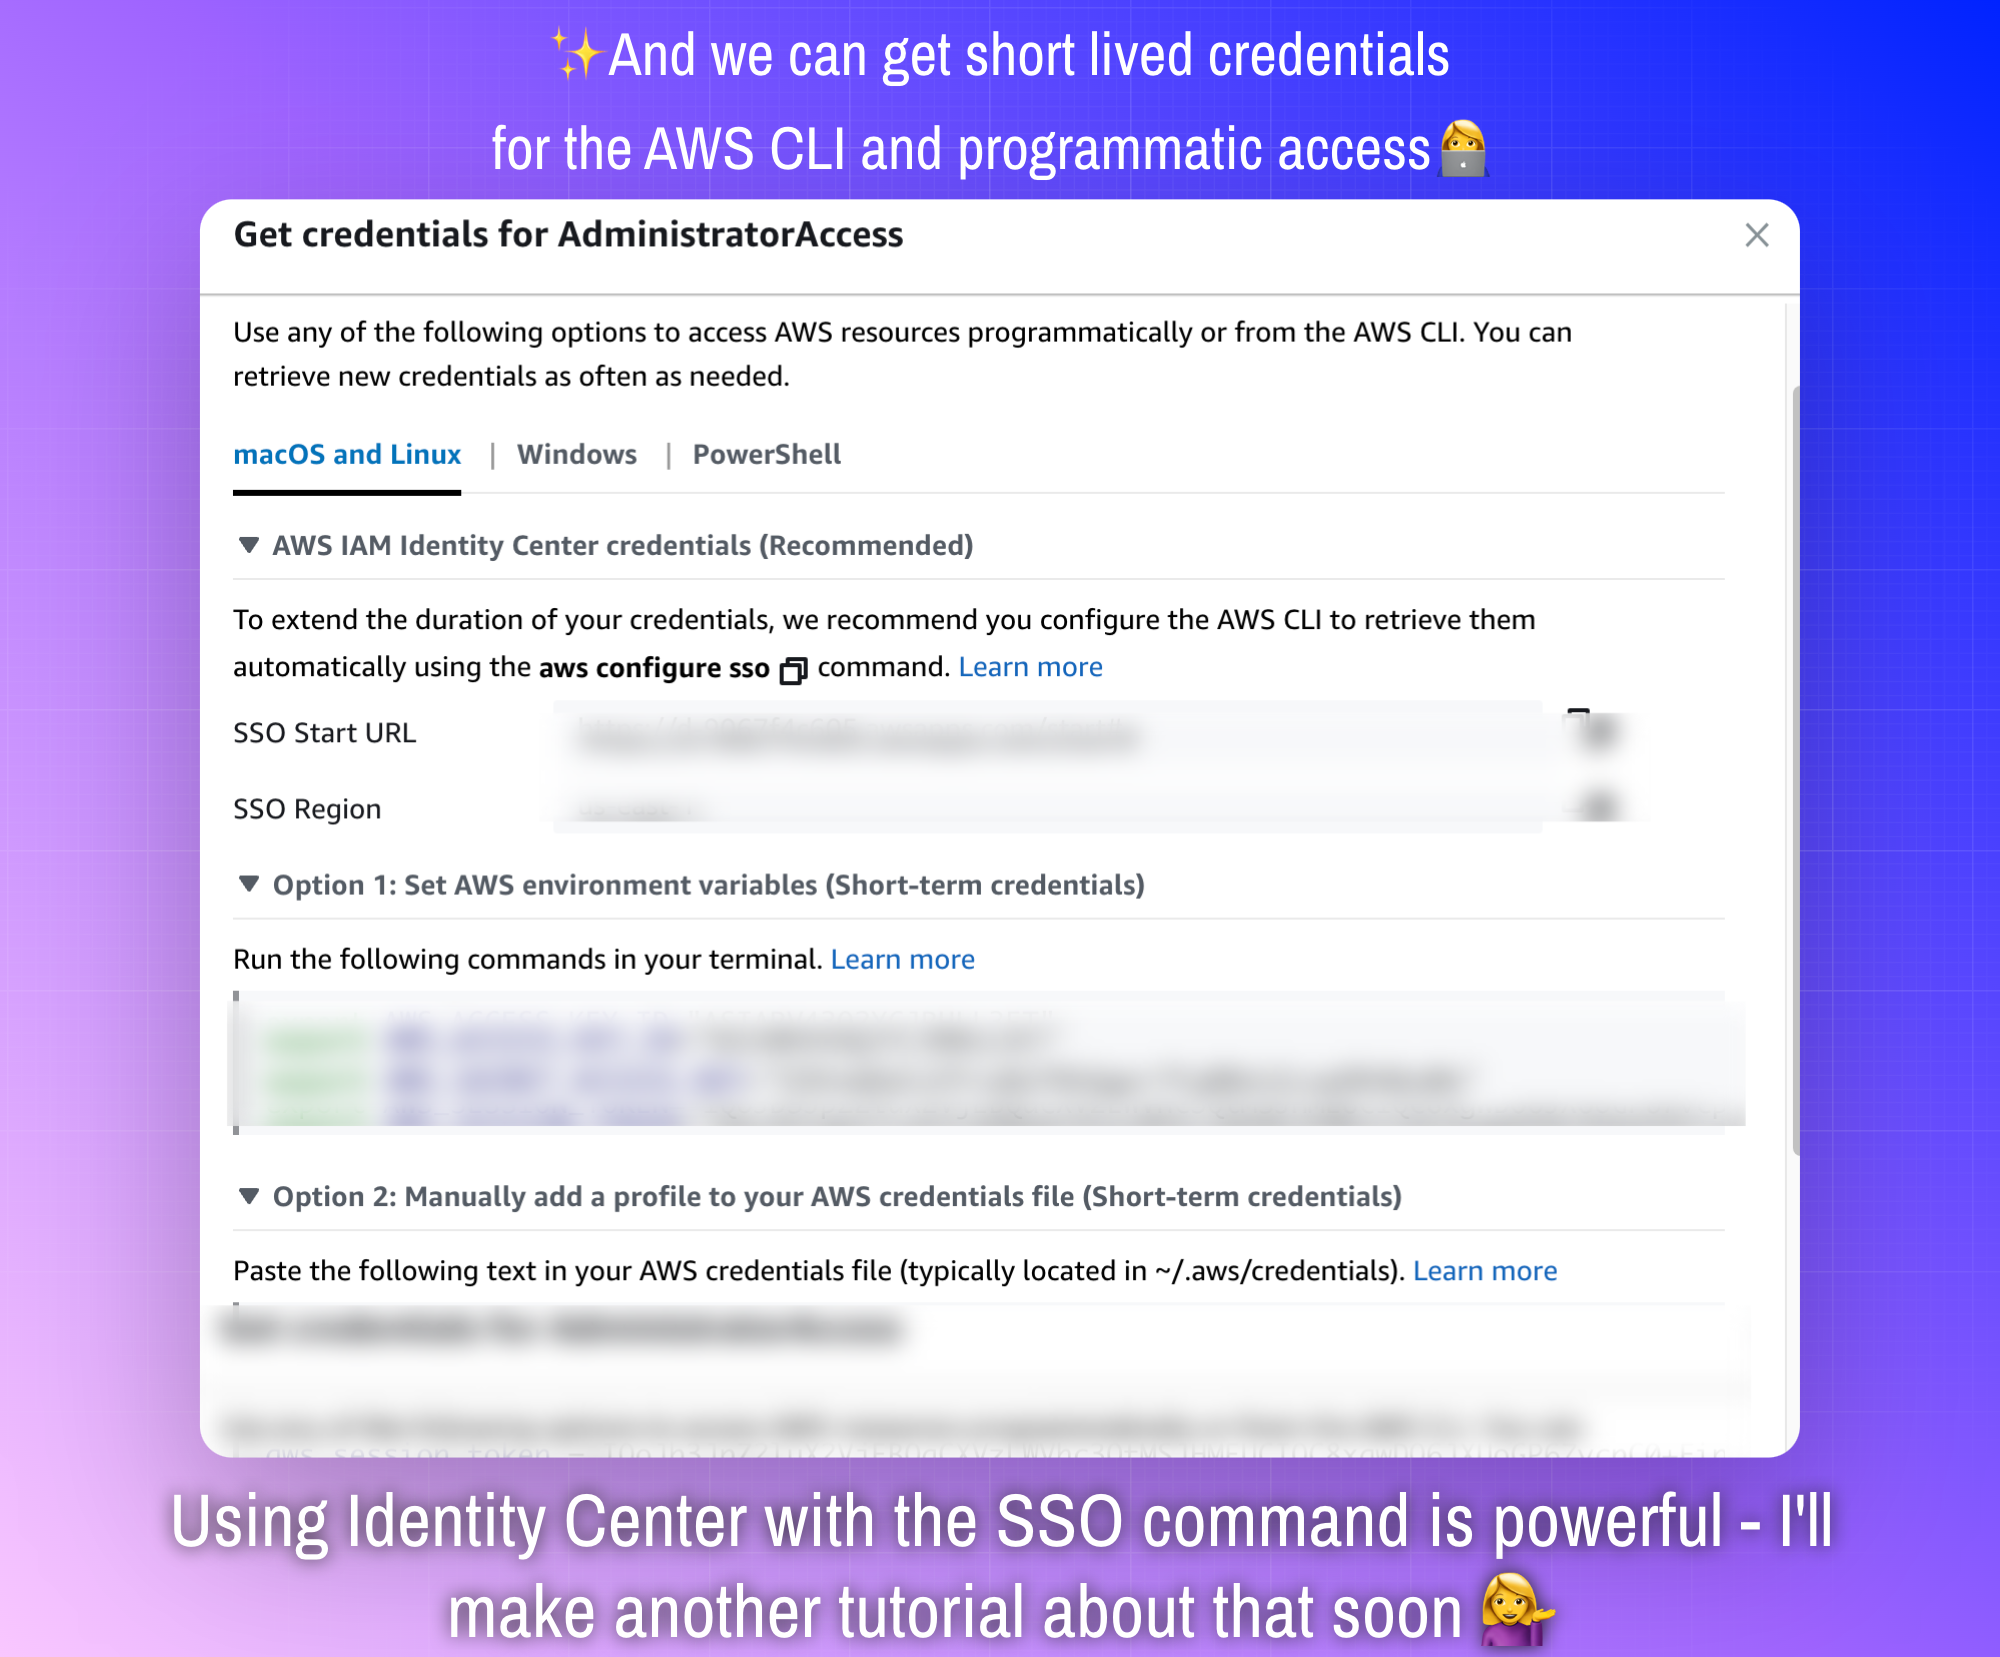 ✨And we can get short lived credentials
for the AWS CLI and programmatic access👩‍💻
Get credentials for AdministratorAccess
Use any of the following options to access AWS resources programmatically or from the AWS CLI. You can
retrieve new credentials as often as needed.
macOS and Linux | Windows | PowerShell
AWS IAM Identity Center credentials (Recommended)
To extend the duration of your credentials, we recommend you configure the AWS CLI to retrieve them
automatically using the aws configure sso command. Learn more
SSO Start URL
SSO Region
Option 1: Set AWS environment variables (Short-term credentials)
Run the following commands in your terminal. Learn more
Option 2: Manually add a profile to your AWS credentials file (Short-term credentials)
Paste the following text in your AWS credentials file (typically located in ~/.aws/credentials). Learn more
Using Identity Center with the SSO command is powerful - I'll
make another tutorial about that soon 💁‍♀️